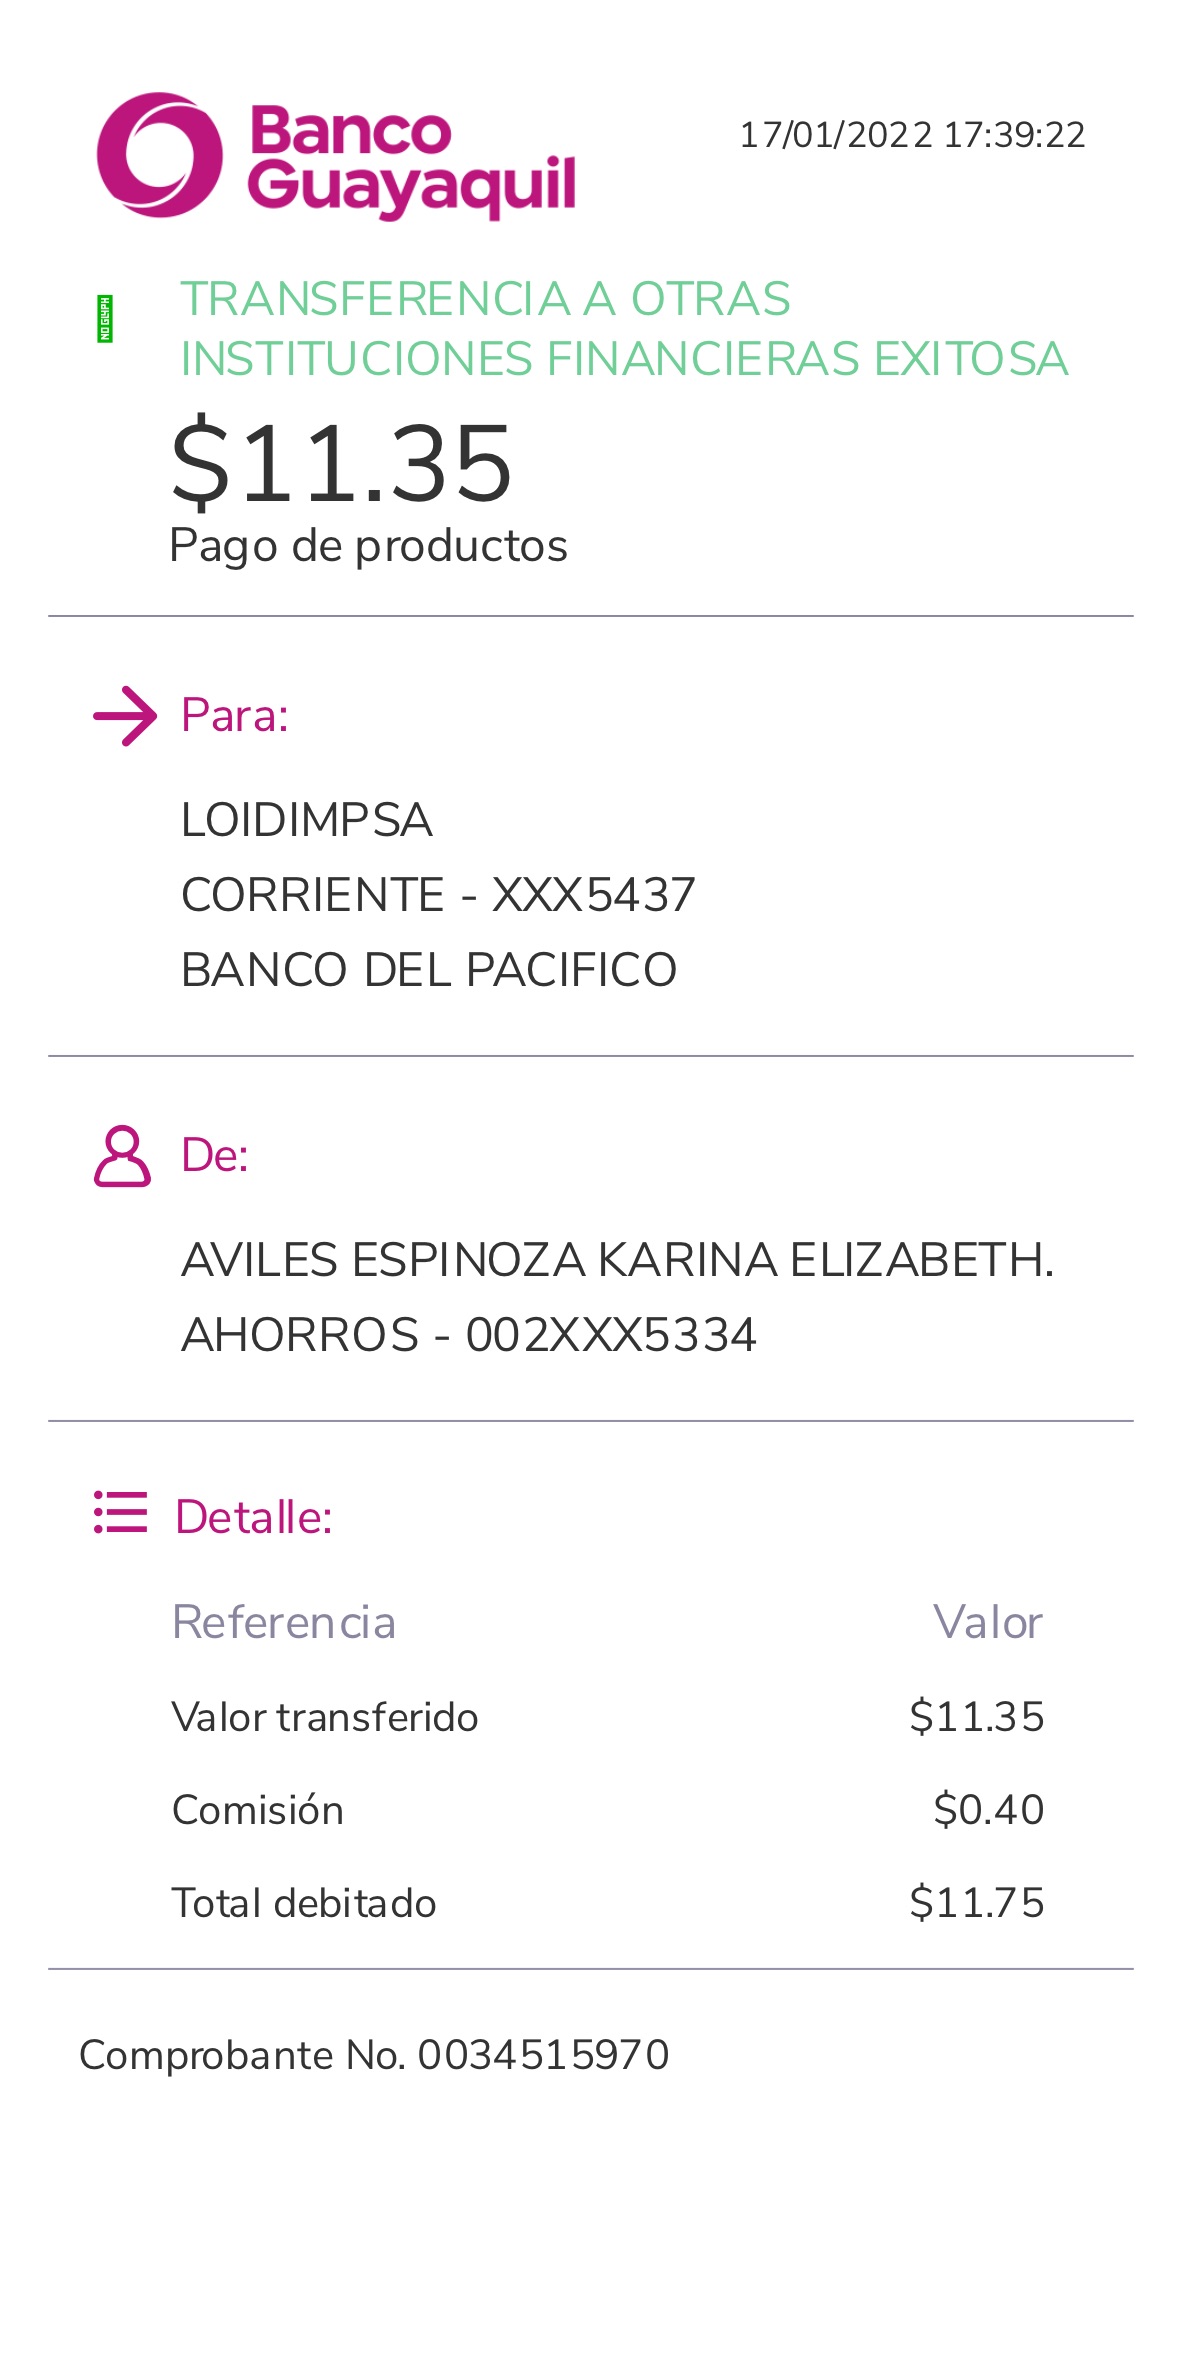 Banco
Guayaquil
17/01/2022 17:39:22
NO GLYPH
TRANSFERENCIA A OTRAS
INSTITUCIONES FINANCIERAS EXITOSA
$11.35
Pago de productos
Para:
LOIDIMPSA
CORRIENTE - XXX5437
BANCO DEL PACIFICO
De:
AVILES ESPINOZA KARINA ELIZABETH.
AHORROS - 002XXX5334
Detalle:
Referencia Valor
Valor transferido $11.35
Comisión $0.40
Total debitado $11.75
Comprobante No. 0034515970